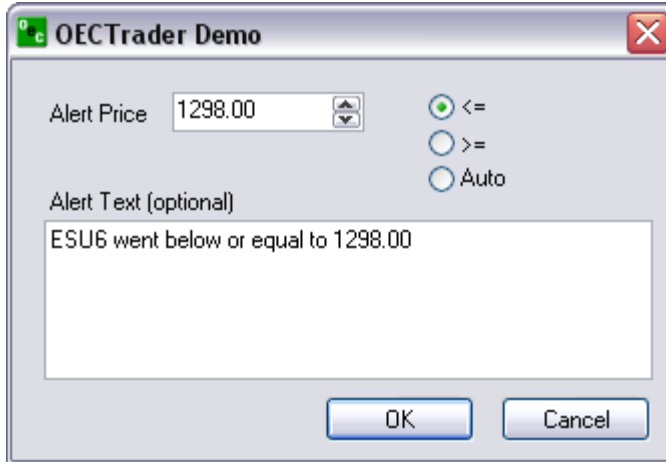 Oec OECTrader Demo
Alert Price 1298.00 <=
>=
Auto
Alert Text (optional)
ESU6 went below or equal to 1298.00
OK Cancel